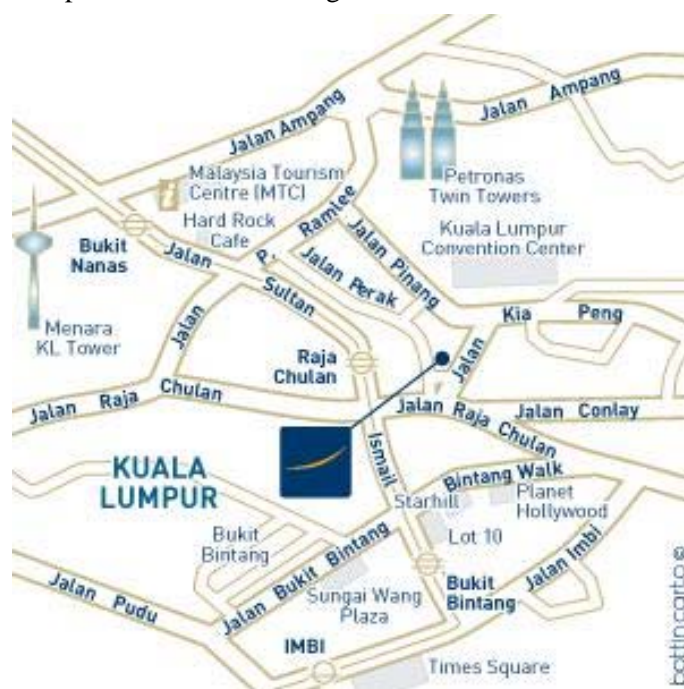 Jalan Ampang
Jalan Ampang
Malaysia Tourism
Centre (MTC)
Petronas
Twin Towers
Hard Rock
Cafe
P. Ramlee
Kuala Lumpur
Convention Center
Bukit
Nanas
Jalan Sultan Ismail
Jalan Pinang
Jalan Perak
Menara
KL Tower
Jalan
Raja
Chulan
Jalan Kia Peng
Jalan Raja Chulan
Jalan Raja Chulan
Jalan Conlay
KUALA
LUMPUR
Bintang Walk
Starhill
Planet
Hollywood
Bukit
Bintang
Lot 10
Jalan Imbi
Jalan Bukit Bintang
Jalan Pudu
Sungai Wang
Plaza
Bukit
Bintang
IMBI
Times Square
bottincarto ©